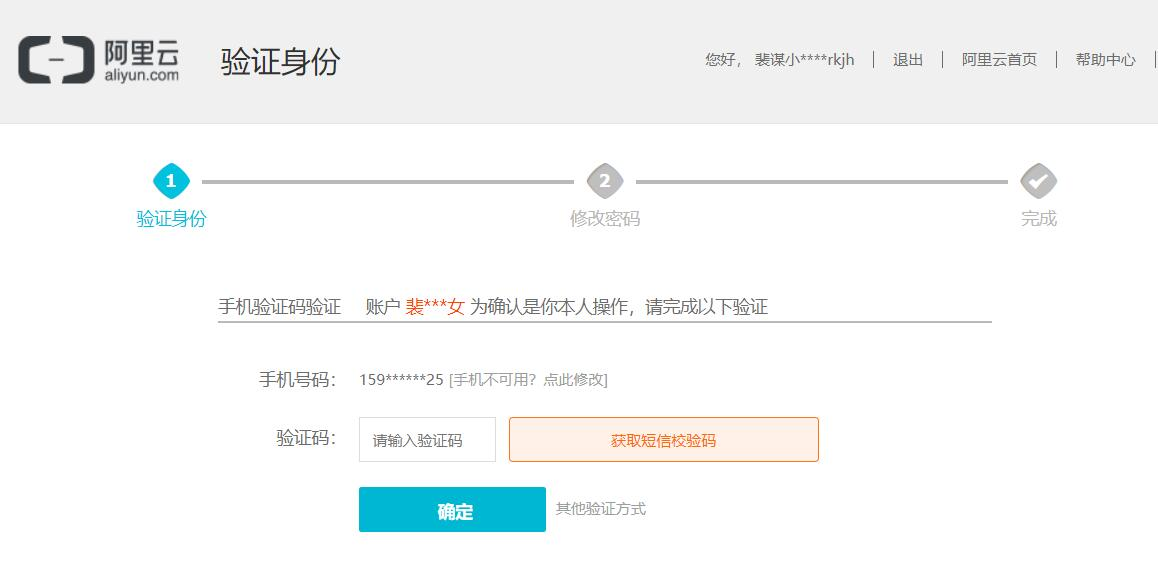 阿里云
aliyun.com
验证身份
您好， 裴谋小****rkjh | 退出 | 阿里云首页 | 帮助中心 |
1
2
验证身份
修改密码
完成
手机验证码验证 账户 裴***女 为确认是你本人操作，请完成以下验证
手机号码： 159******25 [手机不可用？点此修改]
验证码： 请输入验证码 获取短信校验码
确定 其他验证方式